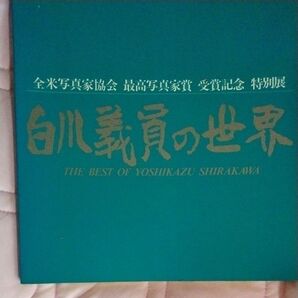 全米写真家協会 最高写真家賞 受賞記念 特別展
白川義員の世界
THE BEST OF YOSHIKAZU SHIRAKAWA